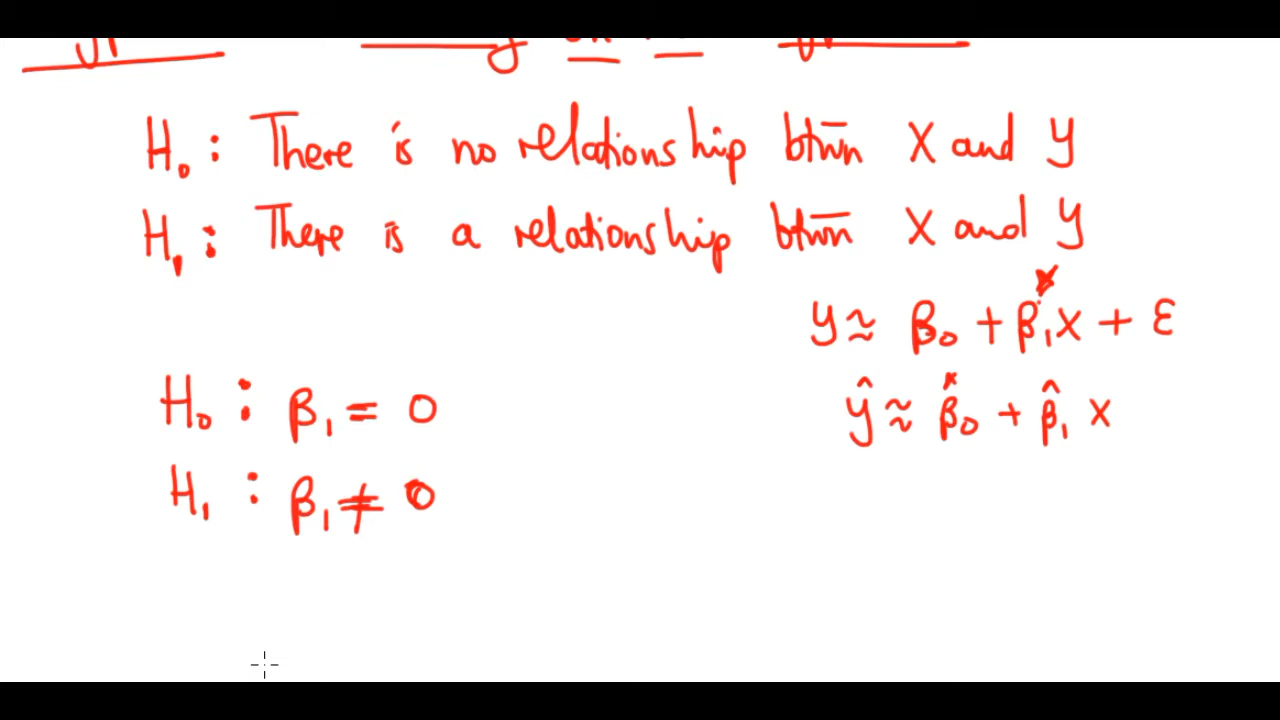 H₀ : There is no relationship btwn X and Y
H₁ : There is a relationship btwn X and Y
y ≈ β₀ + β₁x + ε
H₀ : β₁ = 0
ŷ ≈ β̂₀ + β̂₁ x
H₁ : β₁ ≠ 0